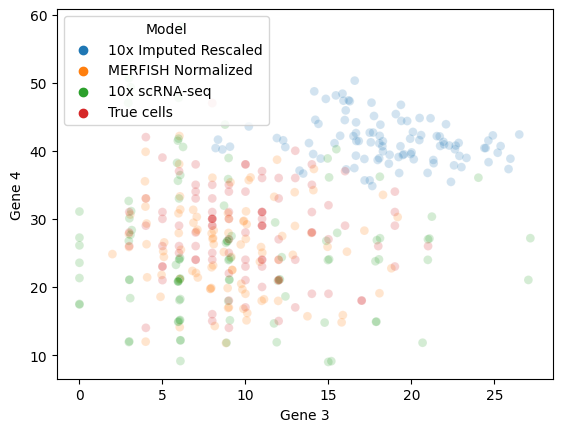 Model
10x Imputed Rescaled
MERFISH Normalized
10x scRNA-seq
True cells
60
50
40
30
20
10
Gene 4
0
5
10
15
20
25
Gene 3